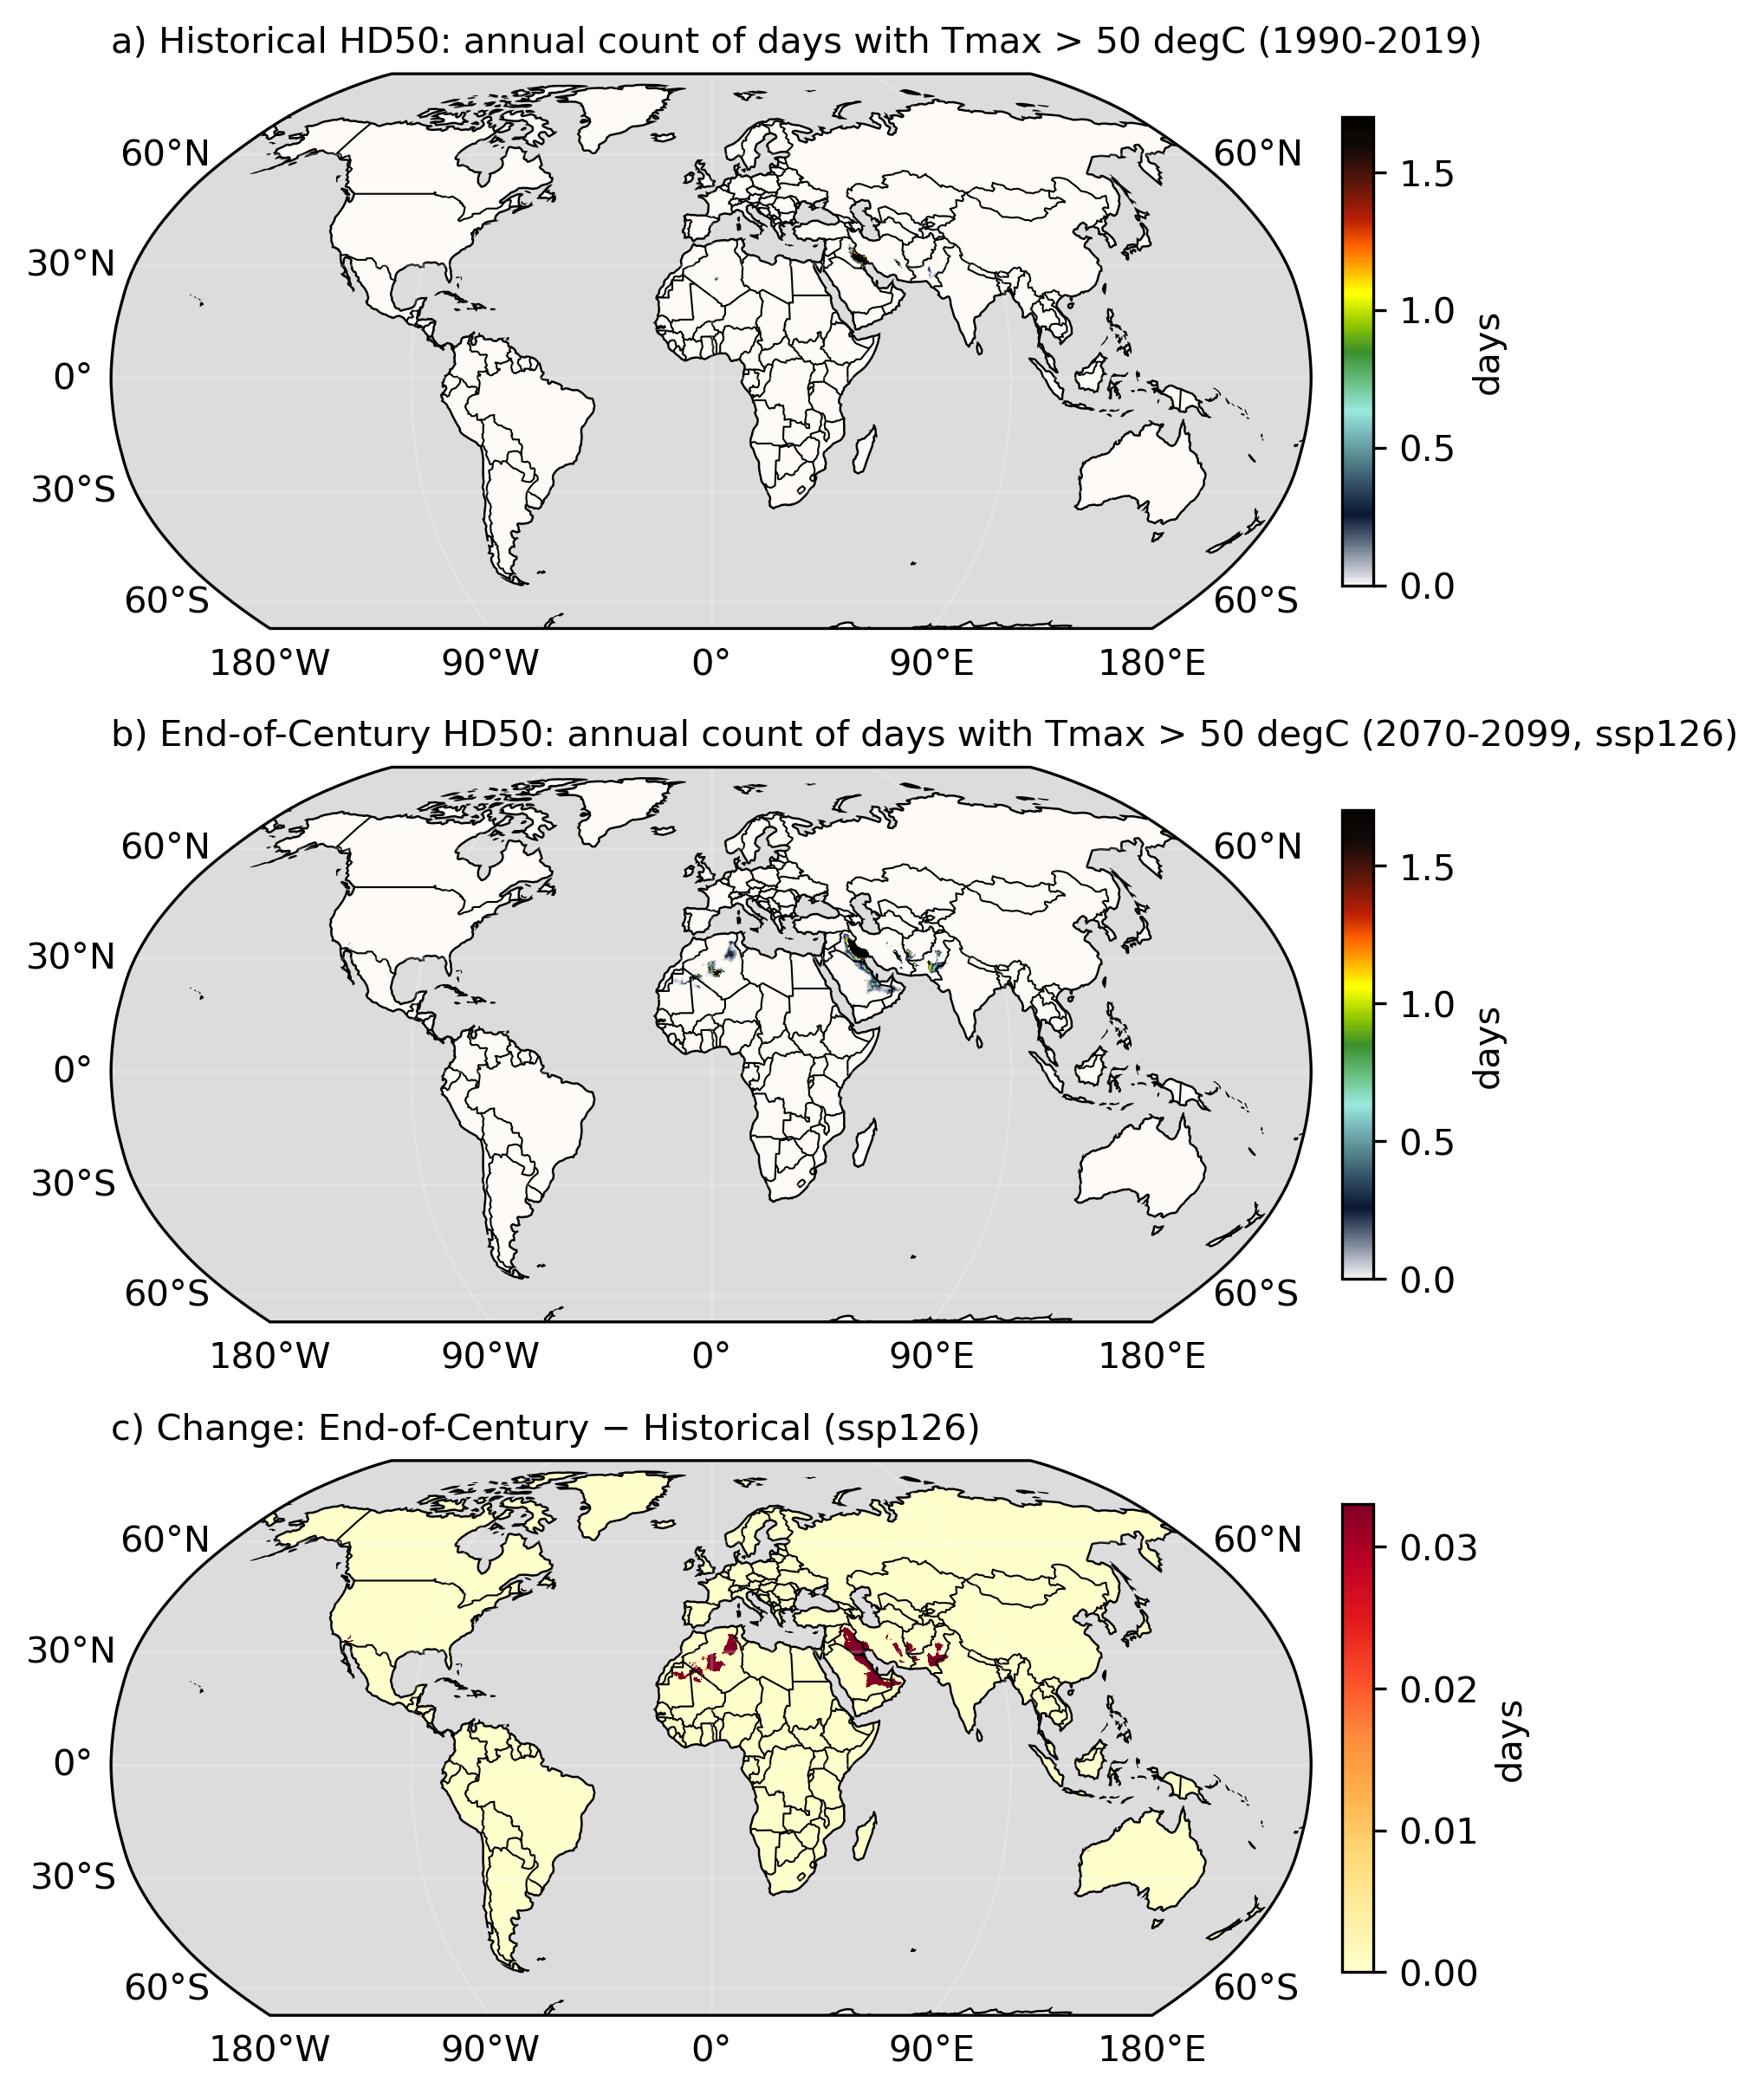 a) Historical HD50: annual count of days with Tmax > 50 degC (1990-2019)
60°N
60°N
1.5
30°N
1.0
days
0°
0.5
30°S
0.0
60°S
60°S
180°W
90°W
0°
90°E
180°E
b) End-of-Century HD50: annual count of days with Tmax > 50 degC (2070-2099, ssp126)
60°N
60°N
1.5
30°N
1.0
days
0°
0.5
30°S
0.0
60°S
60°S
180°W
90°W
0°
90°E
180°E
c) Change: End-of-Century − Historical (ssp126)
60°N
60°N
0.03
30°N
0.02
days
0°
0.01
30°S
0.00
60°S
60°S
180°W
90°W
0°
90°E
180°E